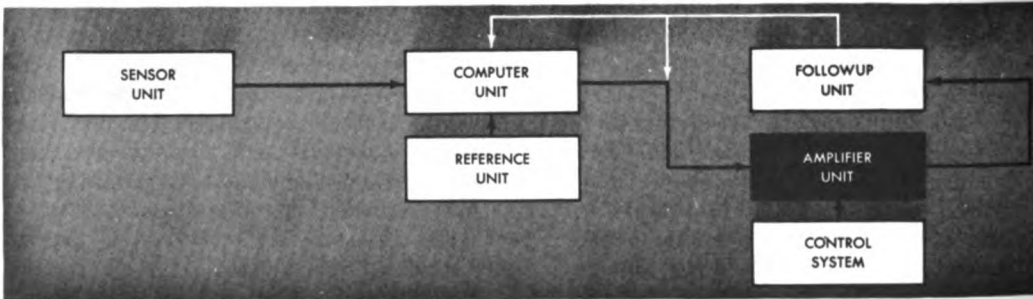 SENSOR
UNIT
COMPUTER
UNIT
FOLLOWUP
UNIT
REFERENCE
UNIT
AMPLIFIER
UNIT
CONTROL
SYSTEM